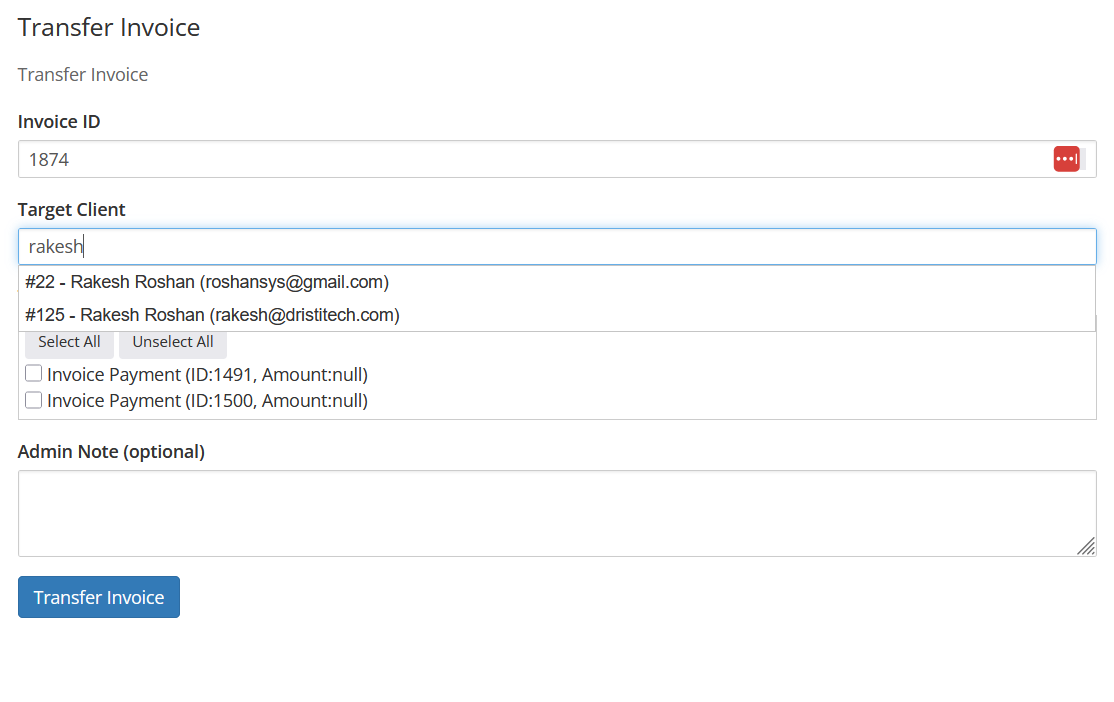 Transfer Invoice
Transfer Invoice
Invoice ID
1874
Target Client
rakesh
#22 - Rakesh Roshan (roshansys@gmail.com)
#125 - Rakesh Roshan (rakesh@dristitech.com)
Select All Unselect All
Invoice Payment (ID:1491, Amount:null)
Invoice Payment (ID:1500, Amount:null)
Admin Note (optional)
Transfer Invoice